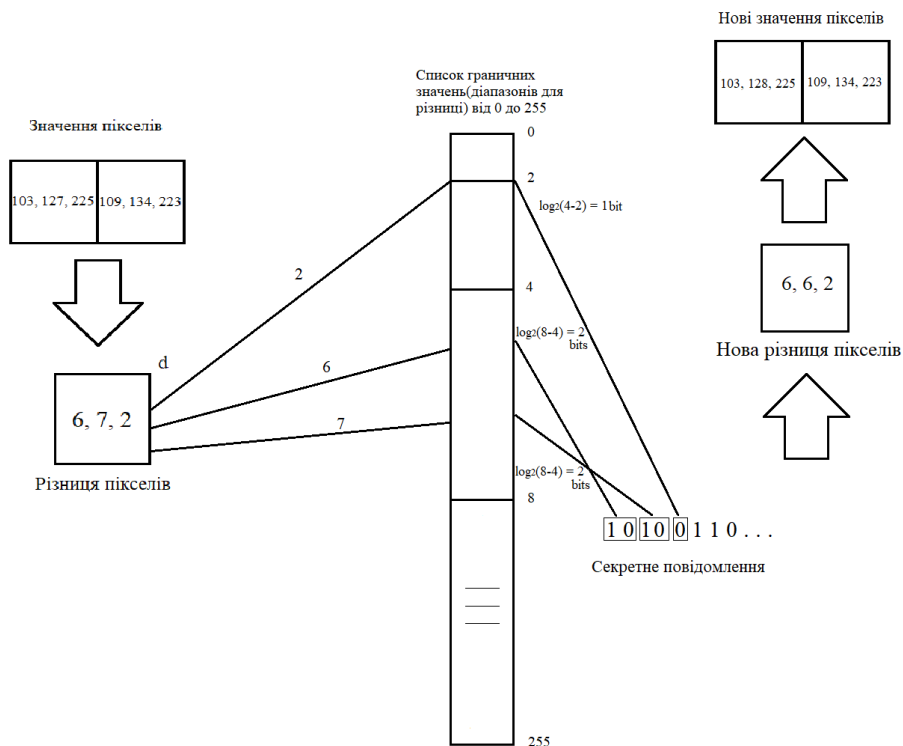 Нові значення пікселів
103, 128, 225
109, 134, 223
Список граничних
значень(діапазонів для
різниці) від 0 до 255
Значення пікселів
103, 127, 225
109, 134, 223
0
2
log2(4-2) = 1bit
2
4
6, 6, 2
log2(8-4) = 2
bits
Нова різниця пікселів
d
6
6, 7, 2
7
log2(8-4) = 2
bits
Різниця пікселів
8
1 0 1 0 0 1 1 0 . . .
Секретне повідомлення
255